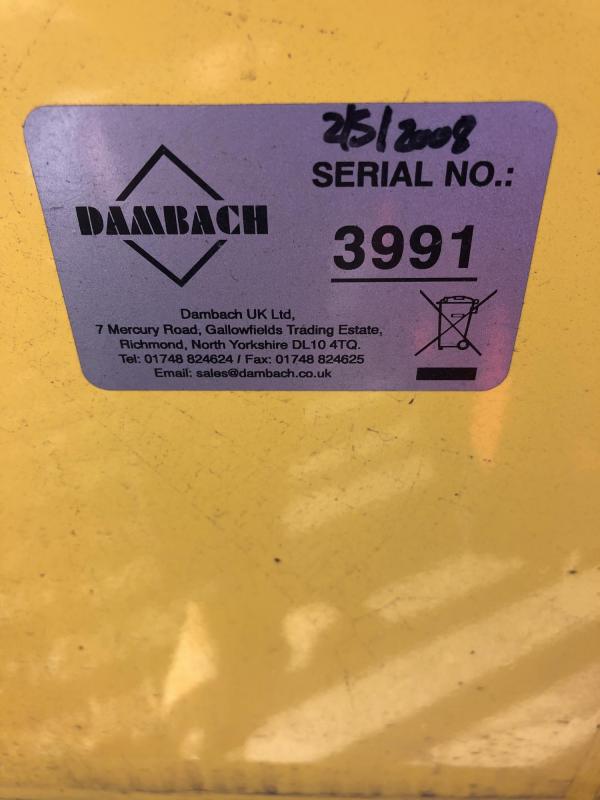 2/5/2008
SERIAL NO.:
DAMBACH
3991
Dambach UK Ltd,
7 Mercury Road, Gallowfields Trading Estate,
Richmond, North Yorkshire DL10 4TQ.
Tel: 01748 824624 / Fax: 01748 824625
Email: sales@dambach.co.uk